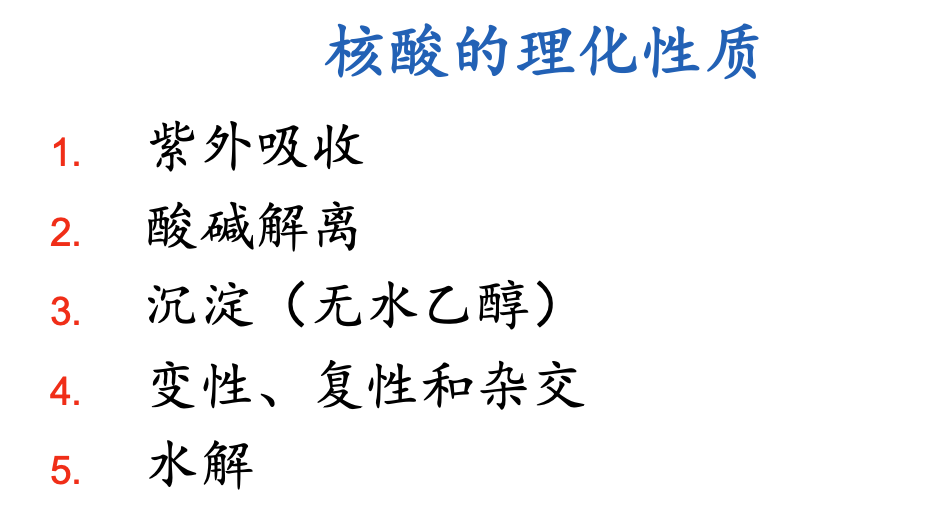 核酸的理化性质
1. 紫外吸收
2. 酸碱解离
3. 沉淀（无水乙醇）
4. 变性、复性和杂交
5. 水解